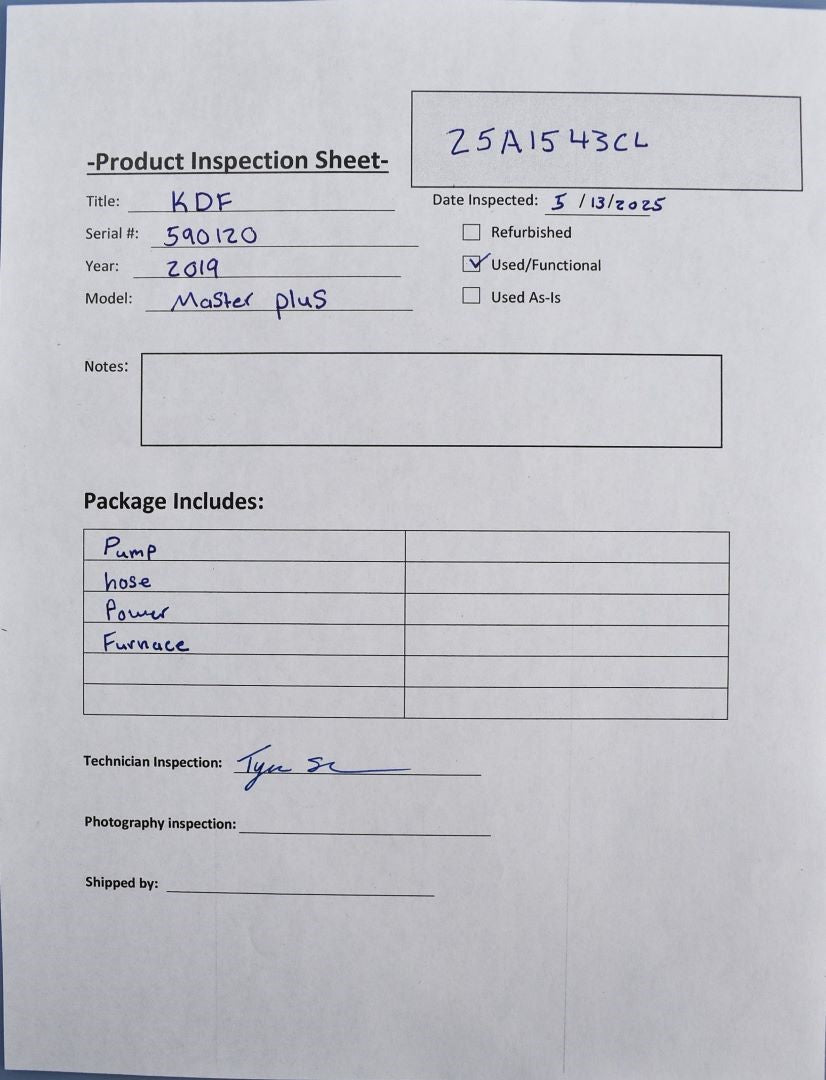 25A1543CL
-Product Inspection Sheet-
Title: KDF
Date Inspected: 5/13/2025
Serial #: 590120
Refurbished
Year: 2019
Used/Functional
Model: Master plus
Used As-Is
Notes:
Package Includes:
Pump
hose
Power
Furnace
Technician Inspection:
Photography inspection:
Shipped by: